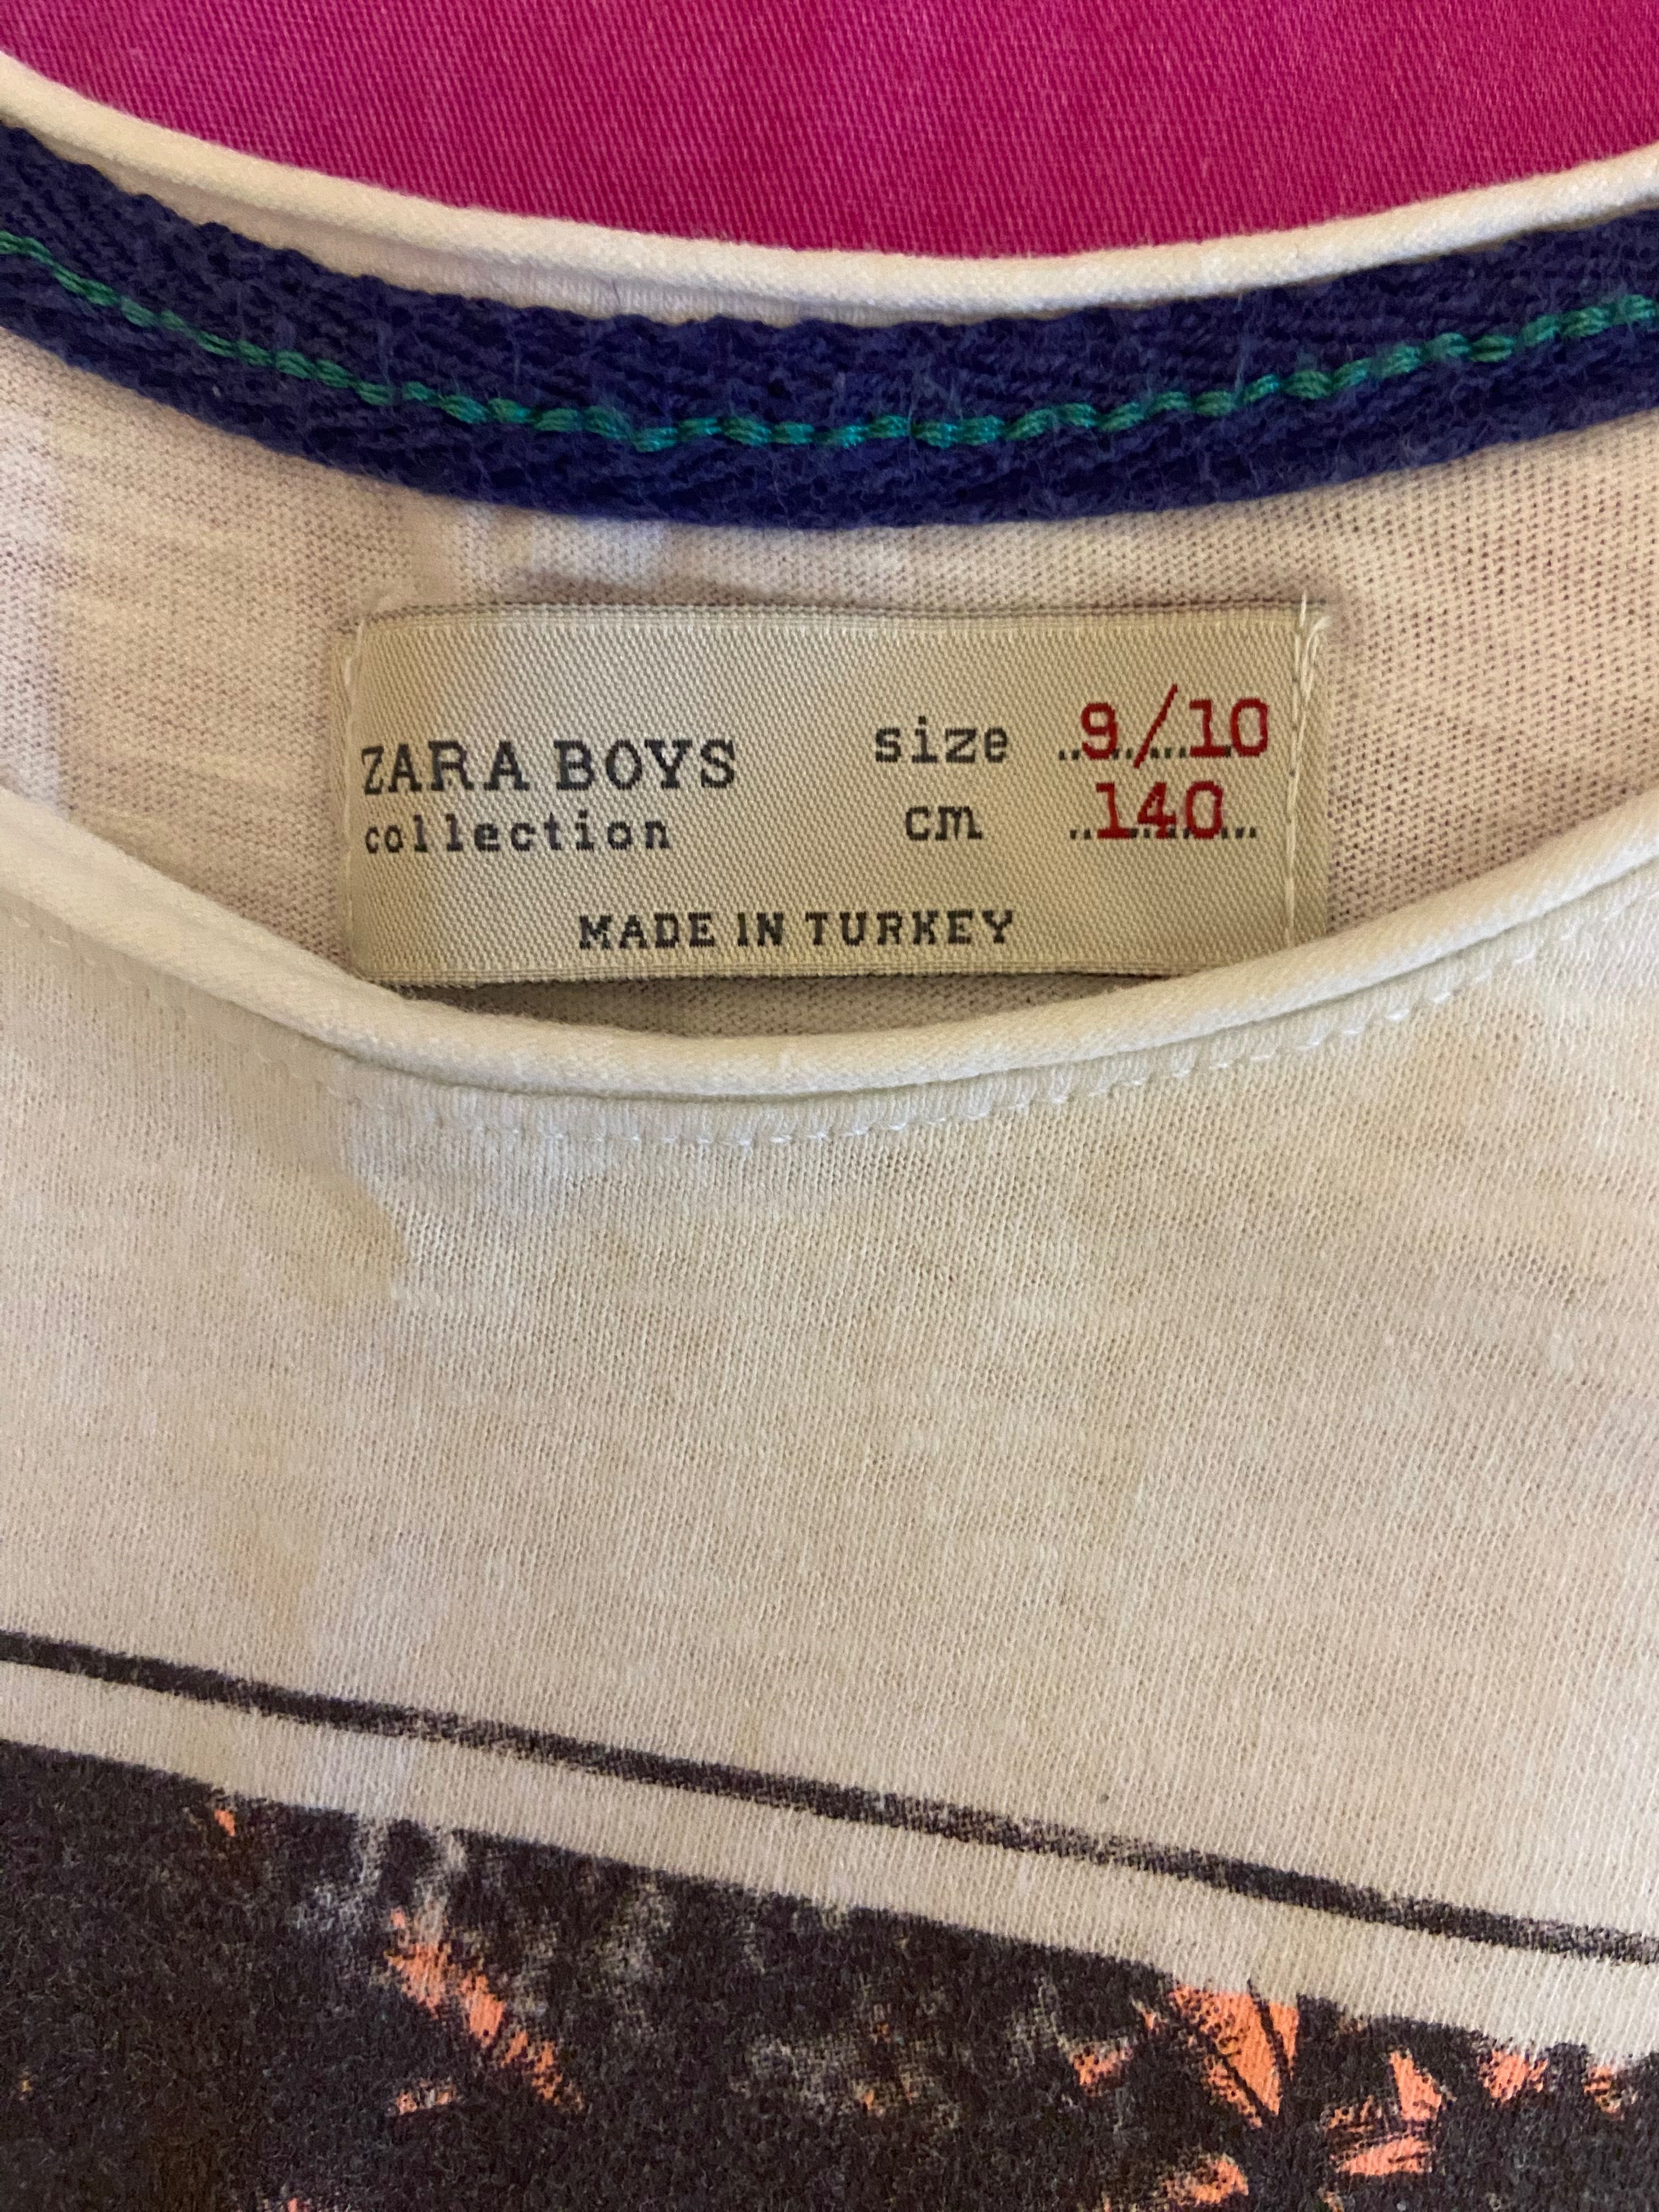 ZARA BOYS
collection
size ..9/10
cm ..140...
MADE IN TURKEY